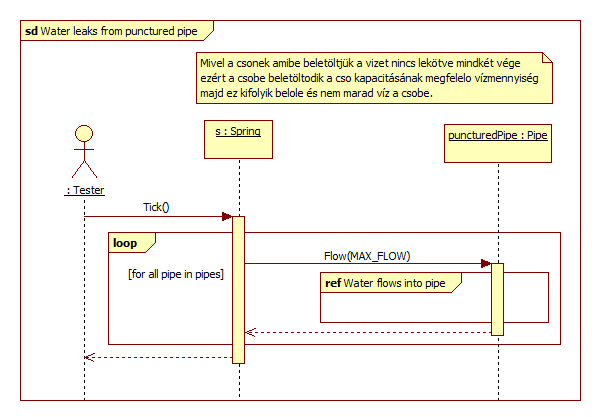 sd Water leaks from punctured pipe
Mivel a csonek amibe beletöltjük a vizet nincs lekötve mindkét vége
ezért a csobe beletöltodik a cso kapacitásának megfelelo vízmennyiség
majd ez kifolyik belole és nem marad víz a csobe.
s : Spring
puncturedPipe : Pipe
: Tester
Tick()
loop
Flow(MAX_FLOW)
[for all pipe in pipes]
ref Water flows into pipe